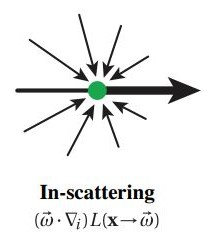 In-scattering
(ω⃗ · ∇ᵢ)L(x→ω⃗)